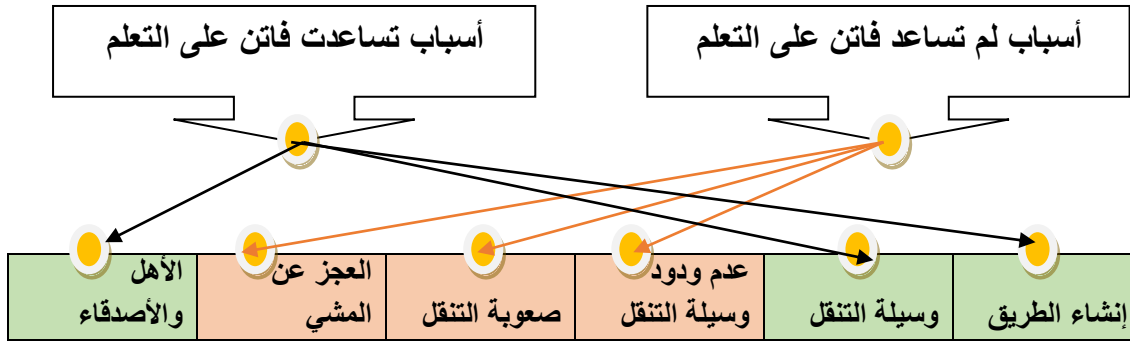 أسباب لم تساعد فاتن على التعلم
أسباب تساعدت فاتن على التعلم
إنشاء الطريق
وسيلة التنقل
عدم ودود
وسيلة التنقل
صعوبة التنقل
العجز عن
المشي
الأهل
والأصدقاء